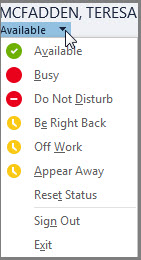 MCFADDEN, TERESA
Available
Available
Busy
Do Not Disturb
Be Right Back
Off Work
Appear Away
Reset Status
Sign Out
Exit